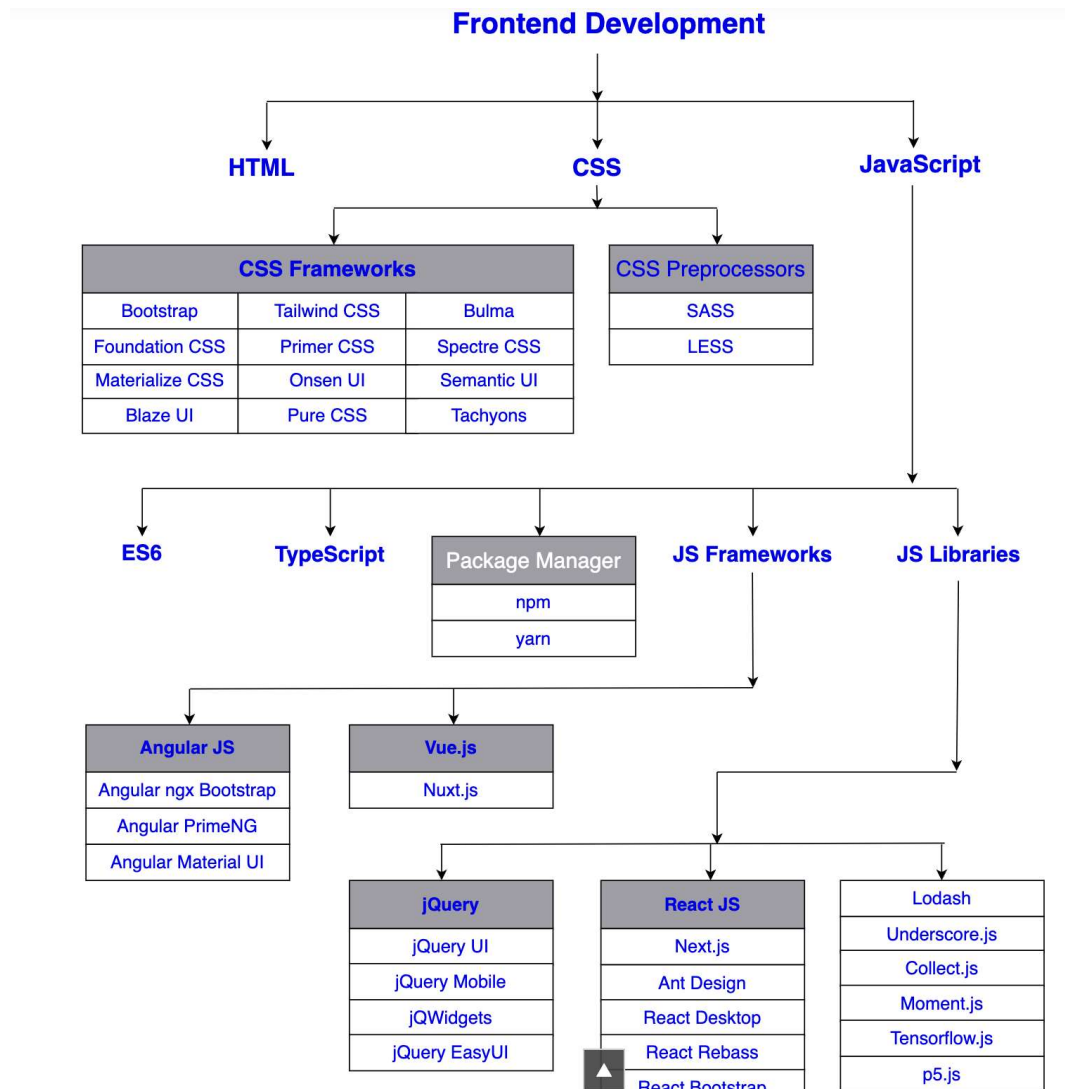 Frontend Development
HTML
CSS
JavaScript
CSS Frameworks
Bootstrap Tailwind CSS Bulma
Foundation CSS Primer CSS Spectre CSS
Materialize CSS Onsen UI Semantic UI
Blaze UI Pure CSS Tachyons
CSS Preprocessors
SASS
LESS
ES6
TypeScript
Package Manager
npm
yarn
JS Frameworks
JS Libraries
Angular JS
Angular ngx Bootstrap
Angular PrimeNG
Angular Material UI
Vue.js
Nuxt.js
jQuery
jQuery UI
jQuery Mobile
jQWidgets
jQuery EasyUI
React JS
Next.js
Ant Design
React Desktop
React Rebass
React Bootstrap
Lodash
Underscore.js
Collect.js
Moment.js
Tensorflow.js
p5.js